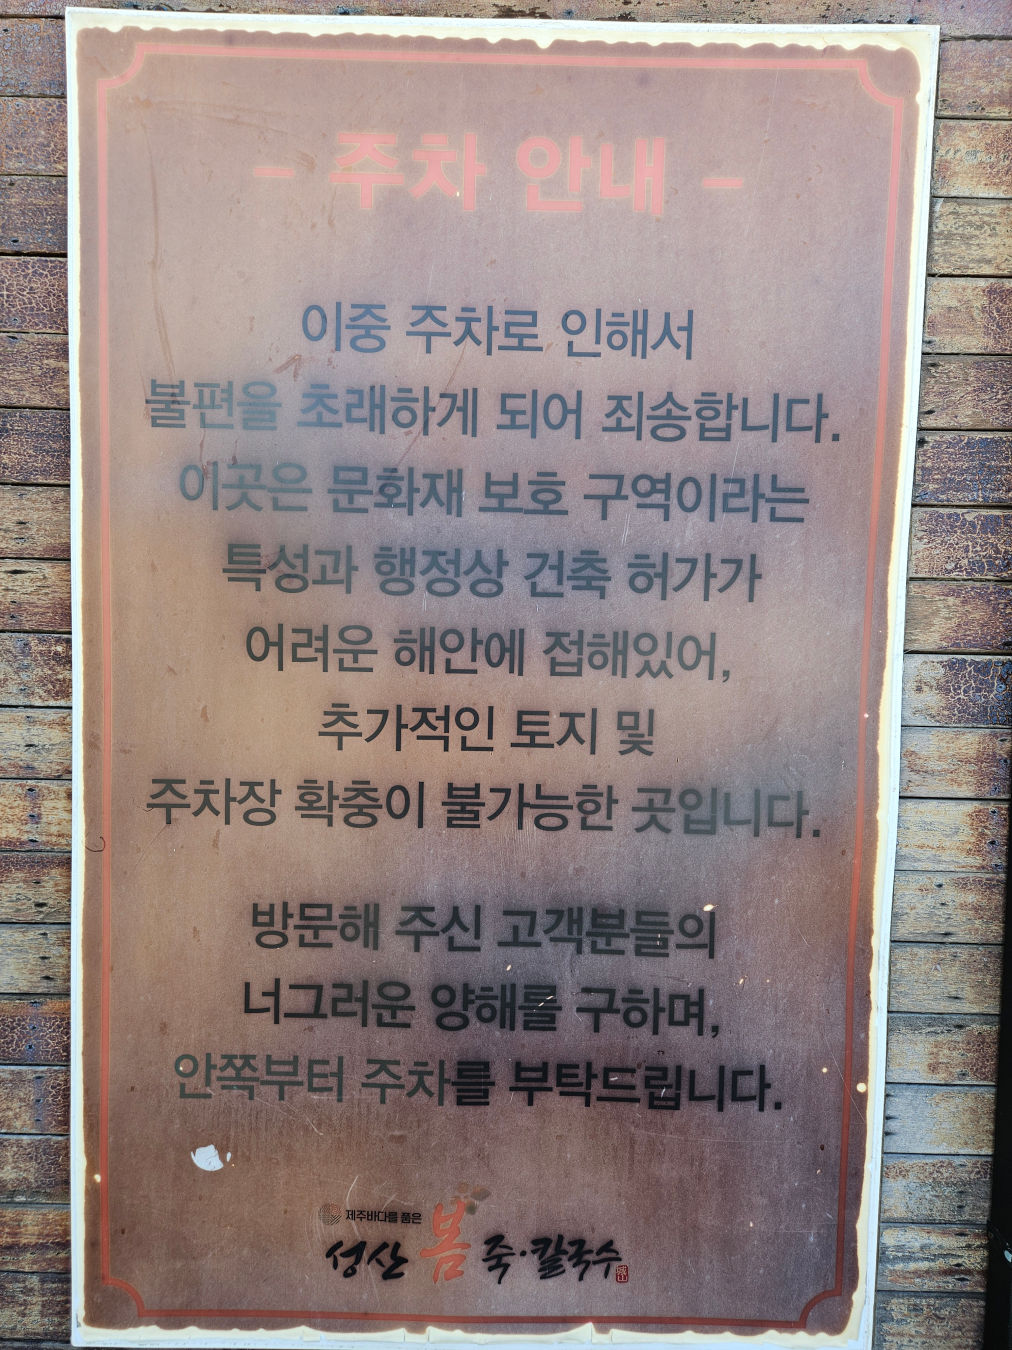 – 주차 안내 –
이중 주차로 인해서
불편을 초래하게 되어 죄송합니다.
이곳은 문화재 보호 구역이라는
특성과 행정상 건축 허가가
어려운 해안에 접해있어,
추가적인 토지 및
주차장 확충이 불가능한 곳입니다.
방문해 주신 고객분들의
너그러운 양해를 구하며,
안쪽부터 주차를 부탁드립니다.
제주바다를 품은
성산 봄 죽·칼국수